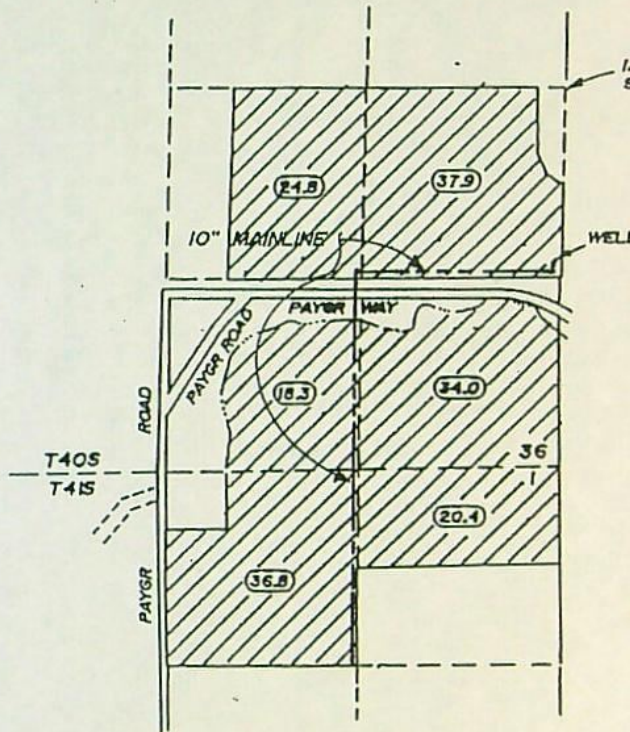 24.8
37.9
10" MAINLINE
WELL
PAYGR WAY
PAYGR ROAD
ROAD
18.3
34.0
T40S
T41S
36
1
20.4
36.8
PAYGR